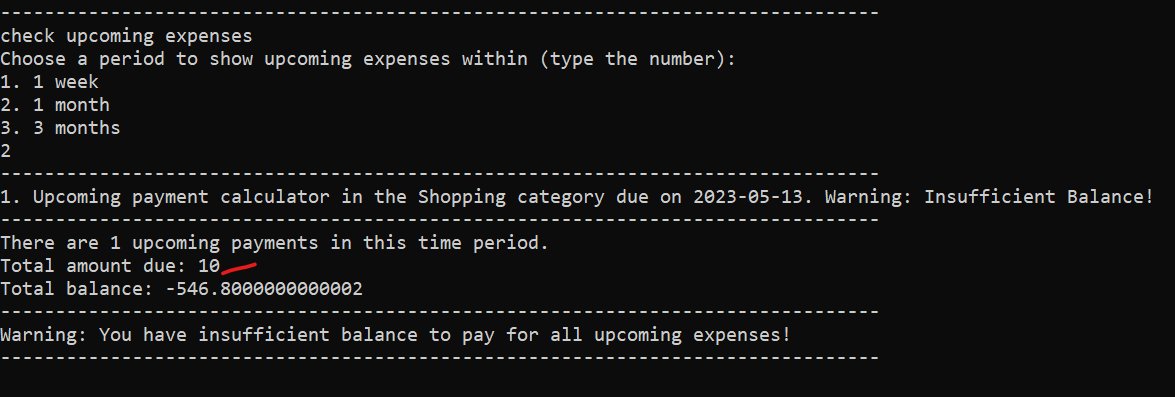 --------------------------------------------------------------------------------
check upcoming expenses
Choose a period to show upcoming expenses within (type the number):
1. 1 week
2. 1 month
3. 3 months
2
--------------------------------------------------------------------------------
1. Upcoming payment calculator in the Shopping category due on 2023-05-13. Warning: Insufficient Balance!
--------------------------------------------------------------------------------
There are 1 upcoming payments in this time period.
Total amount due: 10
Total balance: -546.8000000000002
--------------------------------------------------------------------------------
Warning: You have insufficient balance to pay for all upcoming expenses!
--------------------------------------------------------------------------------